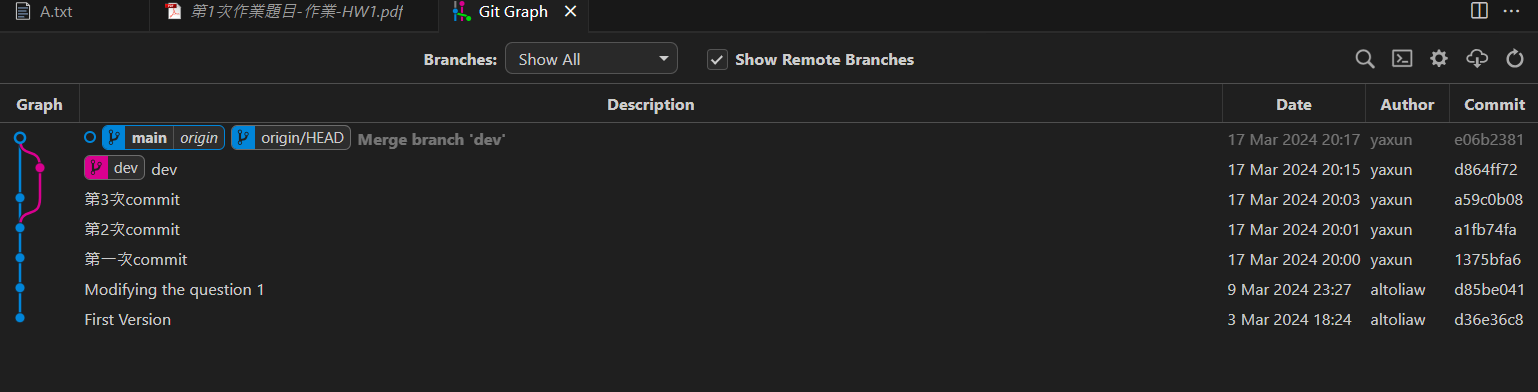 A.txt 第1次作業題目-作業-HW1.pdf Git Graph
Branches: Show All Show Remote Branches
Graph Description Date Author Commit
main origin origin/HEAD Merge branch 'dev' 17 Mar 2024 20:17 yaxun e06b2381
dev dev 17 Mar 2024 20:15 yaxun d864ff72
第3次commit 17 Mar 2024 20:03 yaxun a59c0b08
第2次commit 17 Mar 2024 20:01 yaxun a1fb74fa
第一次commit 17 Mar 2024 20:00 yaxun 1375bfa6
Modifying the question 1 9 Mar 2024 23:27 altoliaw d85be041
First Version 3 Mar 2024 18:24 altoliaw d36e36c8